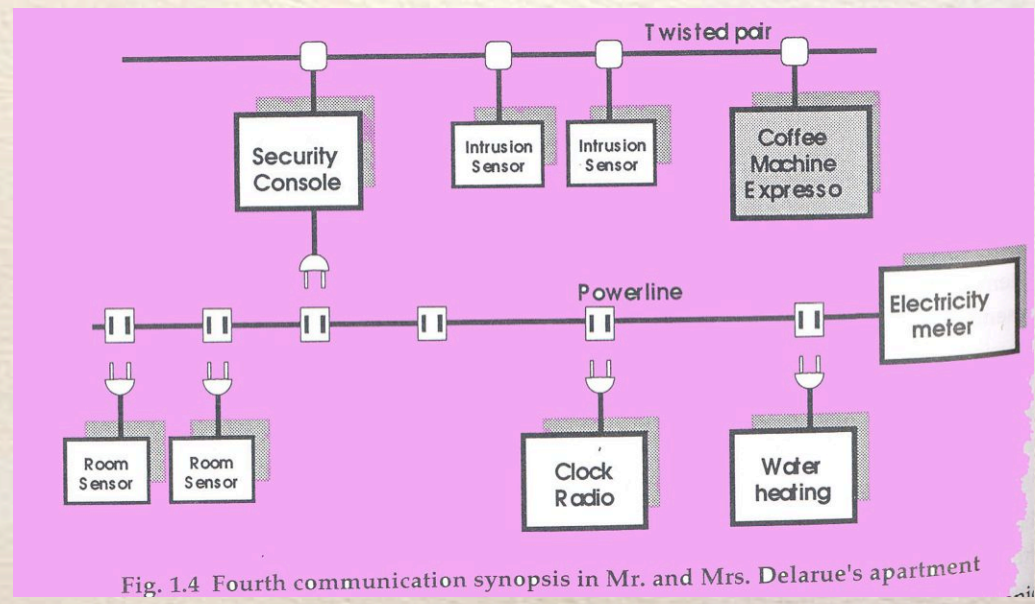 Twisted pair
Security
Console
Intrusion
Sensor
Intrusion
Sensor
Coffee
Machine
Expresso
Powerline
Electricity
meter
Room
Sensor
Room
Sensor
Clock
Radio
Water
heating
Fig. 1.4 Fourth communication synopsis in Mr. and Mrs. Delarue's apartment